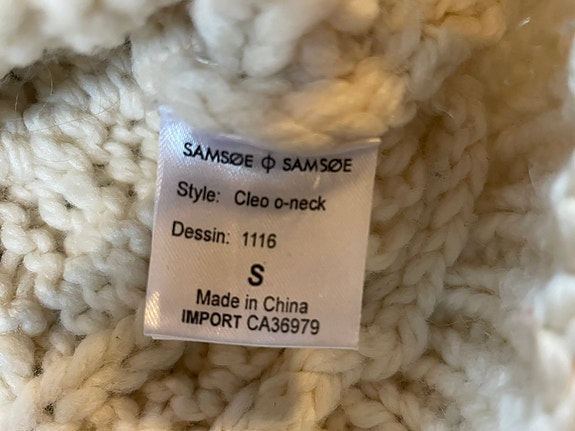 SAMSØE ϕ SAMSØE
Style: Cleo o-neck
Dessin: 1116
S
Made in China
IMPORT CA36979